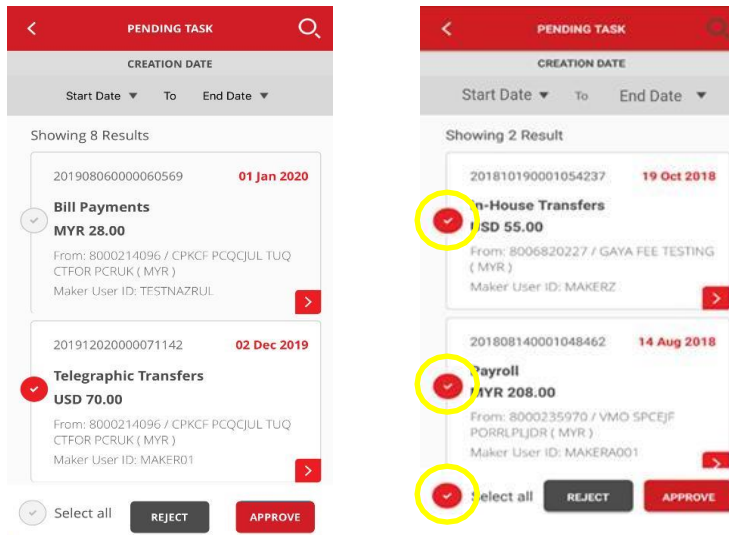 PENDING TASK
CREATION DATE
Start Date To End Date
Showing 8 Results
201908060000060569 01 Jan 2020
Bill Payments
MYR 28.00
From: 8000214096 / CPKCF PCQCJUL TUQ
CTFOR PCRUK ( MYR )
Maker User ID: TESTNAZRUL
201912020000071142 02 Dec 2019
Telegraphic Transfers
USD 70.00
From: 8000214096 / CPKCF PCQCJUL TUQ
CTFOR PCRUK ( MYR )
Maker User ID: MAKER01
Select all REJECT APPROVE
PENDING TASK
CREATION DATE
Start Date To End Date
Showing 2 Result
201810190001054237 19 Oct 2018
In-House Transfers
USD 55.00
From: 8006820227 / GAYA FEE TESTING
( MYR )
Maker User ID: MAKERZ
201808140001048462 14 Aug 2018
Payroll
MYR 208.00
From: 8000235970 / VMO SPCEJF
PORRLPLJDR ( MYR )
Maker User ID: MAKERA001
Select all REJECT APPROVE